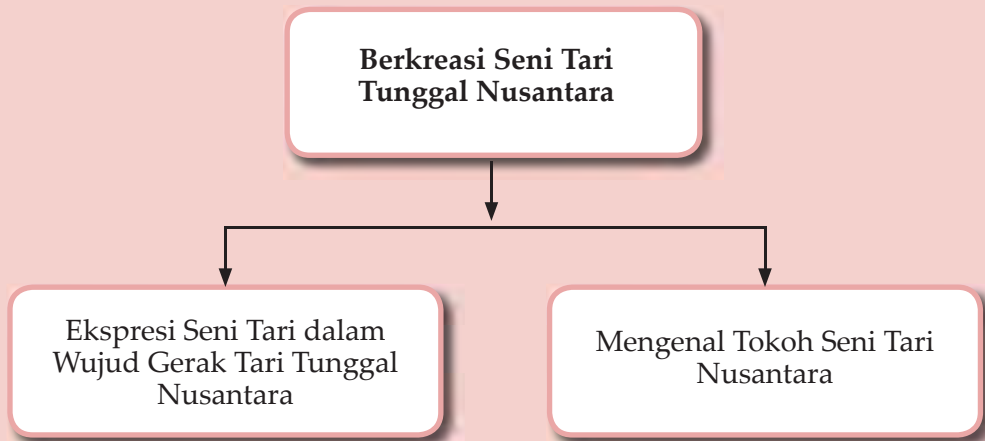 Berkreasi Seni Tari
Tunggal Nusantara
Ekspresi Seni Tari dalam
Wujud Gerak Tari Tunggal
Nusantara
Mengenal Tokoh Seni Tari
Nusantara